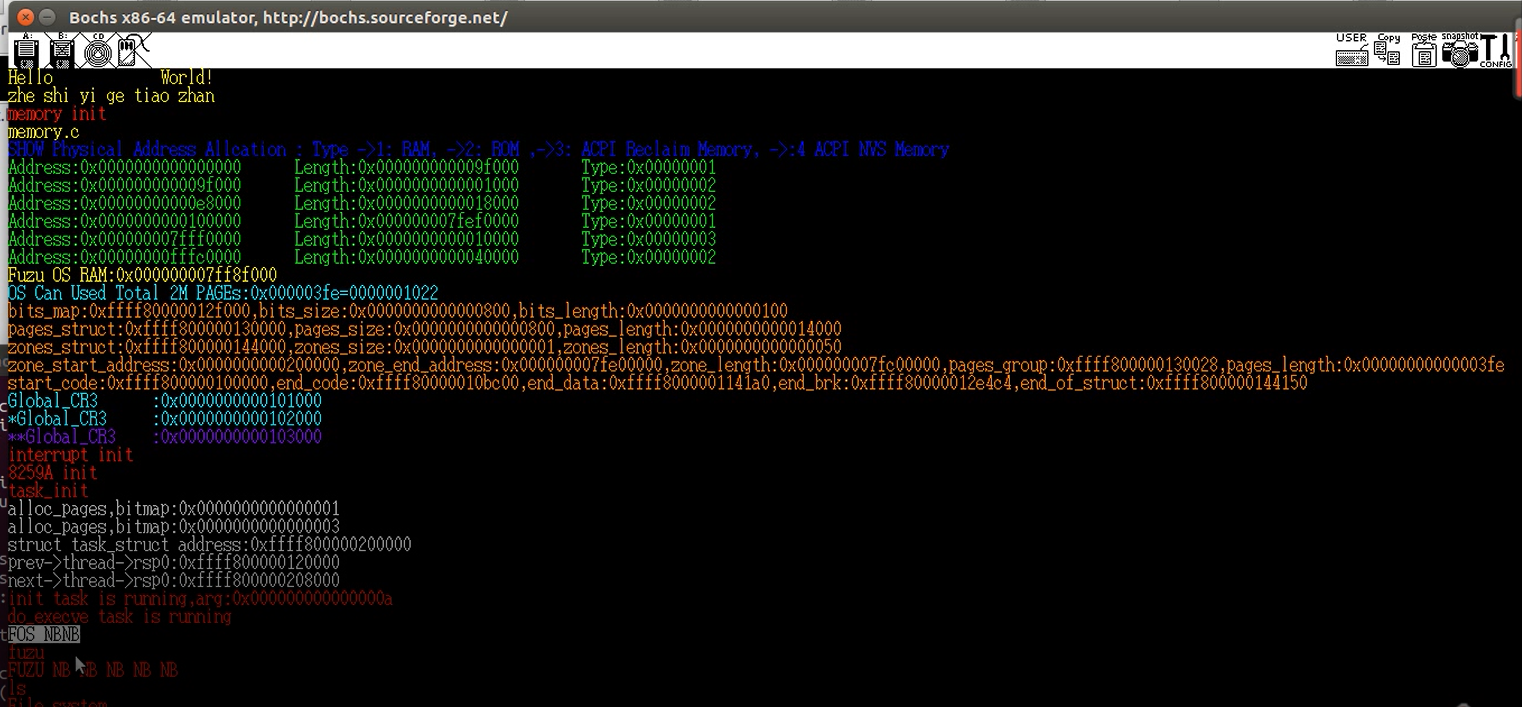 Bochs x86-64 emulator, http://bochs.sourceforge.net/
A: B: CD USER Copy Paste snapshot CONFIG
Hello World!
zhe shi yi ge tiao zhan
memory init
memory.c
SHOW Physical Address Allcation : Type ->1: RAM, ->2: ROM ,->3: ACPI Reclaim Memory, ->:4 ACPI NVS Memory
Address:0x0000000000000000 Length:0x000000000009f000 Type:0x00000001
Address:0x000000000009f000 Length:0x0000000000001000 Type:0x00000002
Address:0x00000000000e8000 Length:0x0000000000018000 Type:0x00000002
Address:0x0000000000100000 Length:0x000000007fef0000 Type:0x00000001
Address:0x000000007fff0000 Length:0x0000000000010000 Type:0x00000003
Address:0x00000000fffc0000 Length:0x0000000000040000 Type:0x00000002
Fuzu OS RAM:0x000000007ff8f000
OS Can Used Total 2M PAGEs:0x000003fe=0000001022
bits_map:0xffff80000012f000,bits_size:0x0000000000000800,bits_length:0x0000000000000100
pages_struct:0xffff800000130000,pages_size:0x0000000000000800,pages_length:0x0000000000014000
zones_struct:0xffff800000144000,zones_size:0x0000000000000001,zones_length:0x0000000000000050
zone_start_address:0x0000000000200000,zone_end_address:0x000000007fe00000,zone_length:0x000000007fc00000,pages_group:0xffff800000130028,pages_length:0x00000000000003fe
start_code:0xffff800000100000,end_code:0xffff80000010bc00,end_data:0xffff8000001141a0,end_brk:0xffff80000012e4c4,end_of_struct:0xffff800000144150
Global_CR3 :0x0000000000101000
*Global_CR3 :0x0000000000102000
**Global_CR3 :0x0000000000103000
interrupt init
8259A init
task_init
alloc_pages,bitmap:0x0000000000000001
alloc_pages,bitmap:0x0000000000000003
struct task_struct address:0xffff800000200000
prev->thread->rsp0:0xffff800000120000
next->thread->rsp0:0xffff800000208000
init task is running,arg:0x000000000000000a
do_execve task is running
FOS NBNB
fuzu
FUZU NB NB NB NB NB
ls
File system